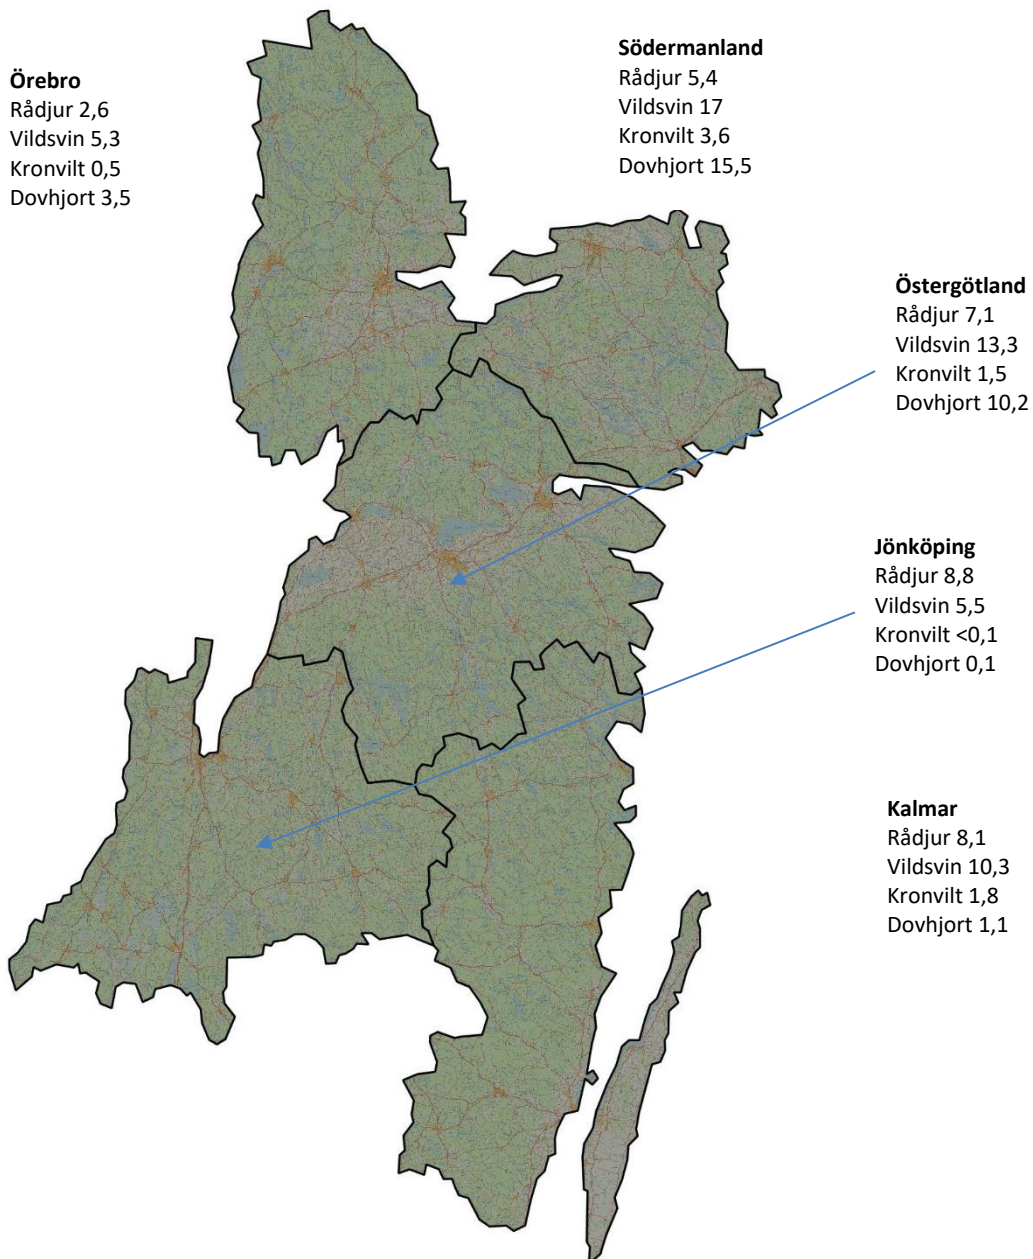 Örebro
Rådjur 2,6
Vildsvin 5,3
Kronvilt 0,5
Dovhjort 3,5
Södermanland
Rådjur 5,4
Vildsvin 17
Kronvilt 3,6
Dovhjort 15,5
Östergötland
Rådjur 7,1
Vildsvin 13,3
Kronvilt 1,5
Dovhjort 10,2
Jönköping
Rådjur 8,8
Vildsvin 5,5
Kronvilt <0,1
Dovhjort 0,1
Kalmar
Rådjur 8,1
Vildsvin 10,3
Kronvilt 1,8
Dovhjort 1,1